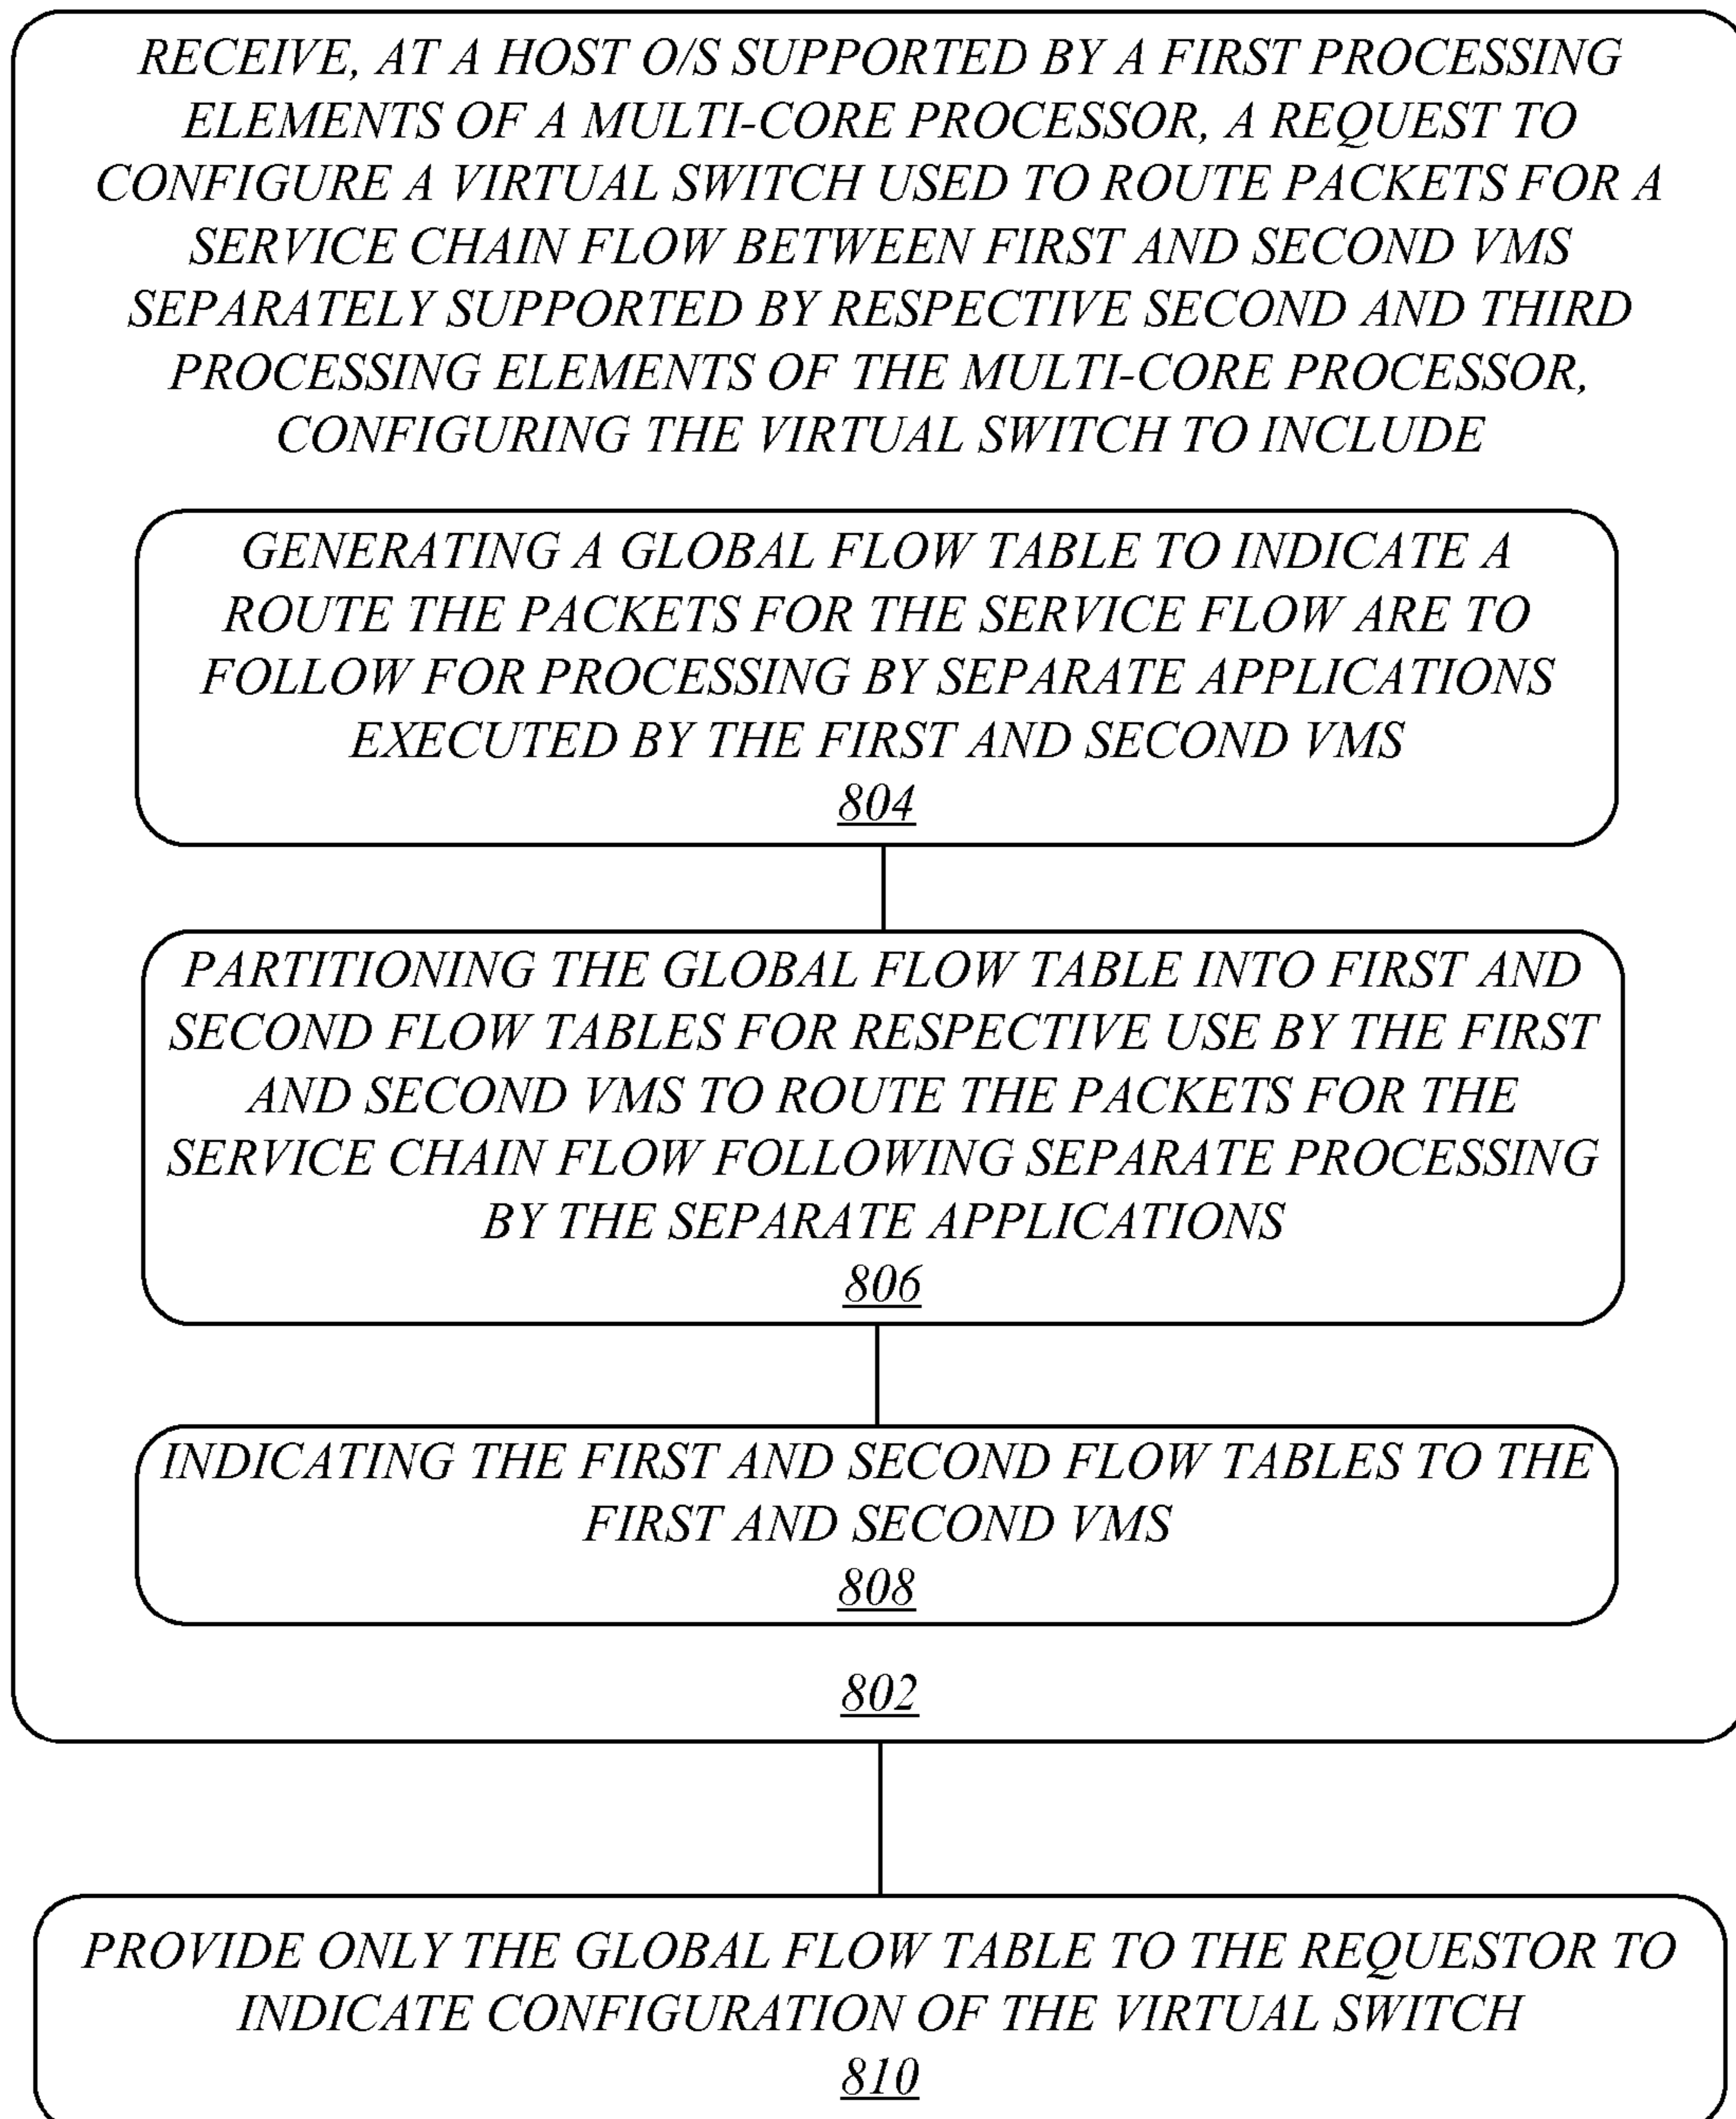 RECEIVE, AT A HOST O/S SUPPORTED BY A FIRST PROCESSING
ELEMENTS OF A MULTI-CORE PROCESSOR, A REQUEST TO
CONFIGURE A VIRTUAL SWITCH USED TO ROUTE PACKETS FOR A
SERVICE CHAIN FLOW BETWEEN FIRST AND SECOND VMS
SEPARATELY SUPPORTED BY RESPECTIVE SECOND AND THIRD
PROCESSING ELEMENTS OF THE MULTI-CORE PROCESSOR,
CONFIGURING THE VIRTUAL SWITCH TO INCLUDE
GENERATING A GLOBAL FLOW TABLE TO INDICATE A
ROUTE THE PACKETS FOR THE SERVICE FLOW ARE TO
FOLLOW FOR PROCESSING BY SEPARATE APPLICATIONS
EXECUTED BY THE FIRST AND SECOND VMS
804
PARTITIONING THE GLOBAL FLOW TABLE INTO FIRST AND
SECOND FLOW TABLES FOR RESPECTIVE USE BY THE FIRST
AND SECOND VMS TO ROUTE THE PACKETS FOR THE
SERVICE CHAIN FLOW FOLLOWING SEPARATE PROCESSING
BY THE SEPARATE APPLICATIONS
806
INDICATING THE FIRST AND SECOND FLOW TABLES TO THE
FIRST AND SECOND VMS
808
802
PROVIDE ONLY THE GLOBAL FLOW TABLE TO THE REQUESTOR TO
INDICATE CONFIGURATION OF THE VIRTUAL SWITCH
810